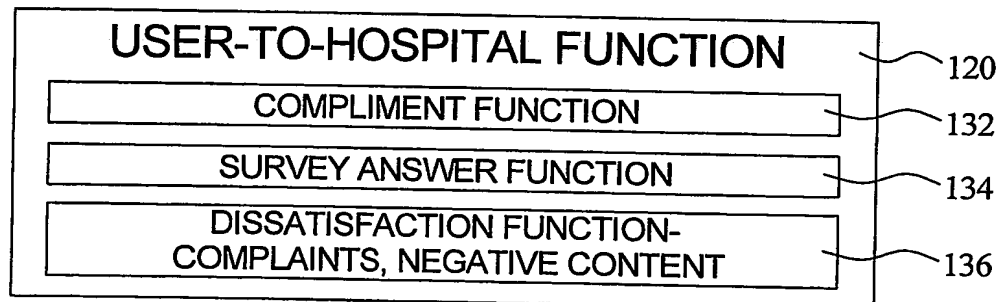 USER-TO-HOSPITAL FUNCTION
120
COMPLIMENT FUNCTION
132
SURVEY ANSWER FUNCTION
134
DISSATISFACTION FUNCTION-
COMPLAINTS, NEGATIVE CONTENT
136